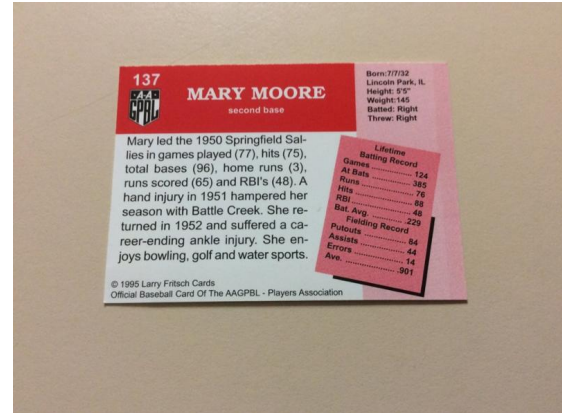 137
A·A
GPBL
MARY MOORE
second base
Born:7/7/32
Lincoln Park, IL
Height: 5'5"
Weight:145
Batted: Right
Threw: Right
Mary led the 1950 Springfield Sal-
lies in games played (77), hits (75),
total bases (96), home runs (3),
runs scored (65) and RBI's (48). A
hand injury in 1951 hampered her
season with Battle Creek. She re-
turned in 1952 and suffered a ca-
reer-ending ankle injury. She en-
joys bowling, golf and water sports.
Lifetime
Batting Record
Games ................. 124
At Bats ................. 385
Runs ................. 76
Hits ................. 88
RBI ................. 48
Bat. Avg. ......... .229
Fielding Record
Putouts ............. 84
Assists ............. 44
Errors ............. 14
Ave. ............. .901
© 1995 Larry Fritsch Cards
Official Baseball Card Of The AAGPBL - Players Association